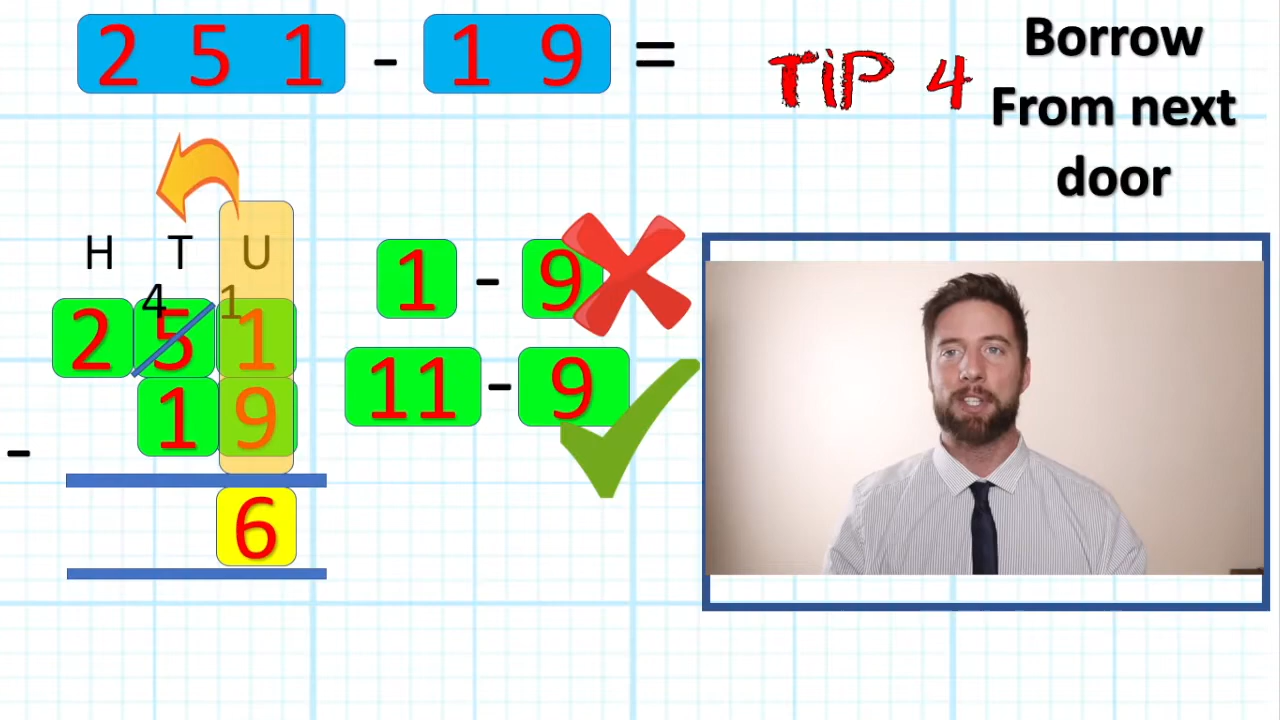 2 5 1 - 1 9 =
TiP 4
Borrow
From next
door
H T U
4 1
2 5 1
- 1 9
6
1 - 9
11 - 9